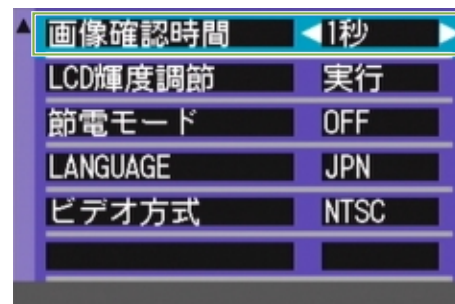 画像確認時間 1秒
LCD輝度調節 実行
節電モード OFF
LANGUAGE JPN
ビデオ方式 NTSC